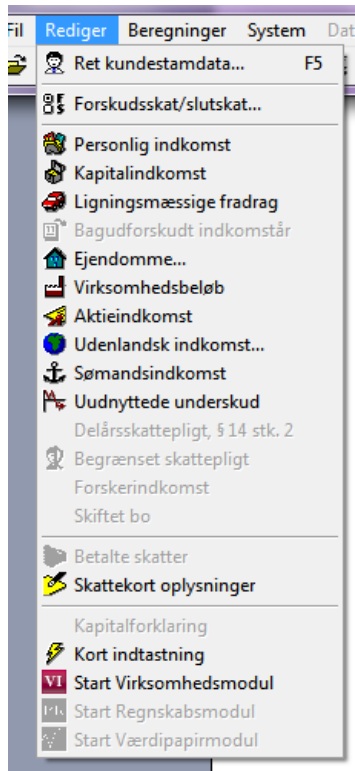 Fil Rediger Beregninger System Dat
Ret kundestamdata... F5
Forskudsskat/slutskat...
Personlig indkomst
Kapitalindkomst
Ligningsmæssige fradrag
Bagudforskudt indkomstår
Ejendomme...
Virksomhedsbeløb
Aktieindkomst
Udenlandsk indkomst...
Sømandsindkomst
Uudnyttede underskud
Delårsskattepligt, § 14 stk. 2
Begrænset skattepligt
Forskerindkomst
Skiftet bo
Betalte skatter
Skattekort oplysninger
Kapitalforklaring
Kort indtastning
VI Start Virksomhedsmodul
Start Regnskabsmodul
Start Værdipapirmodul